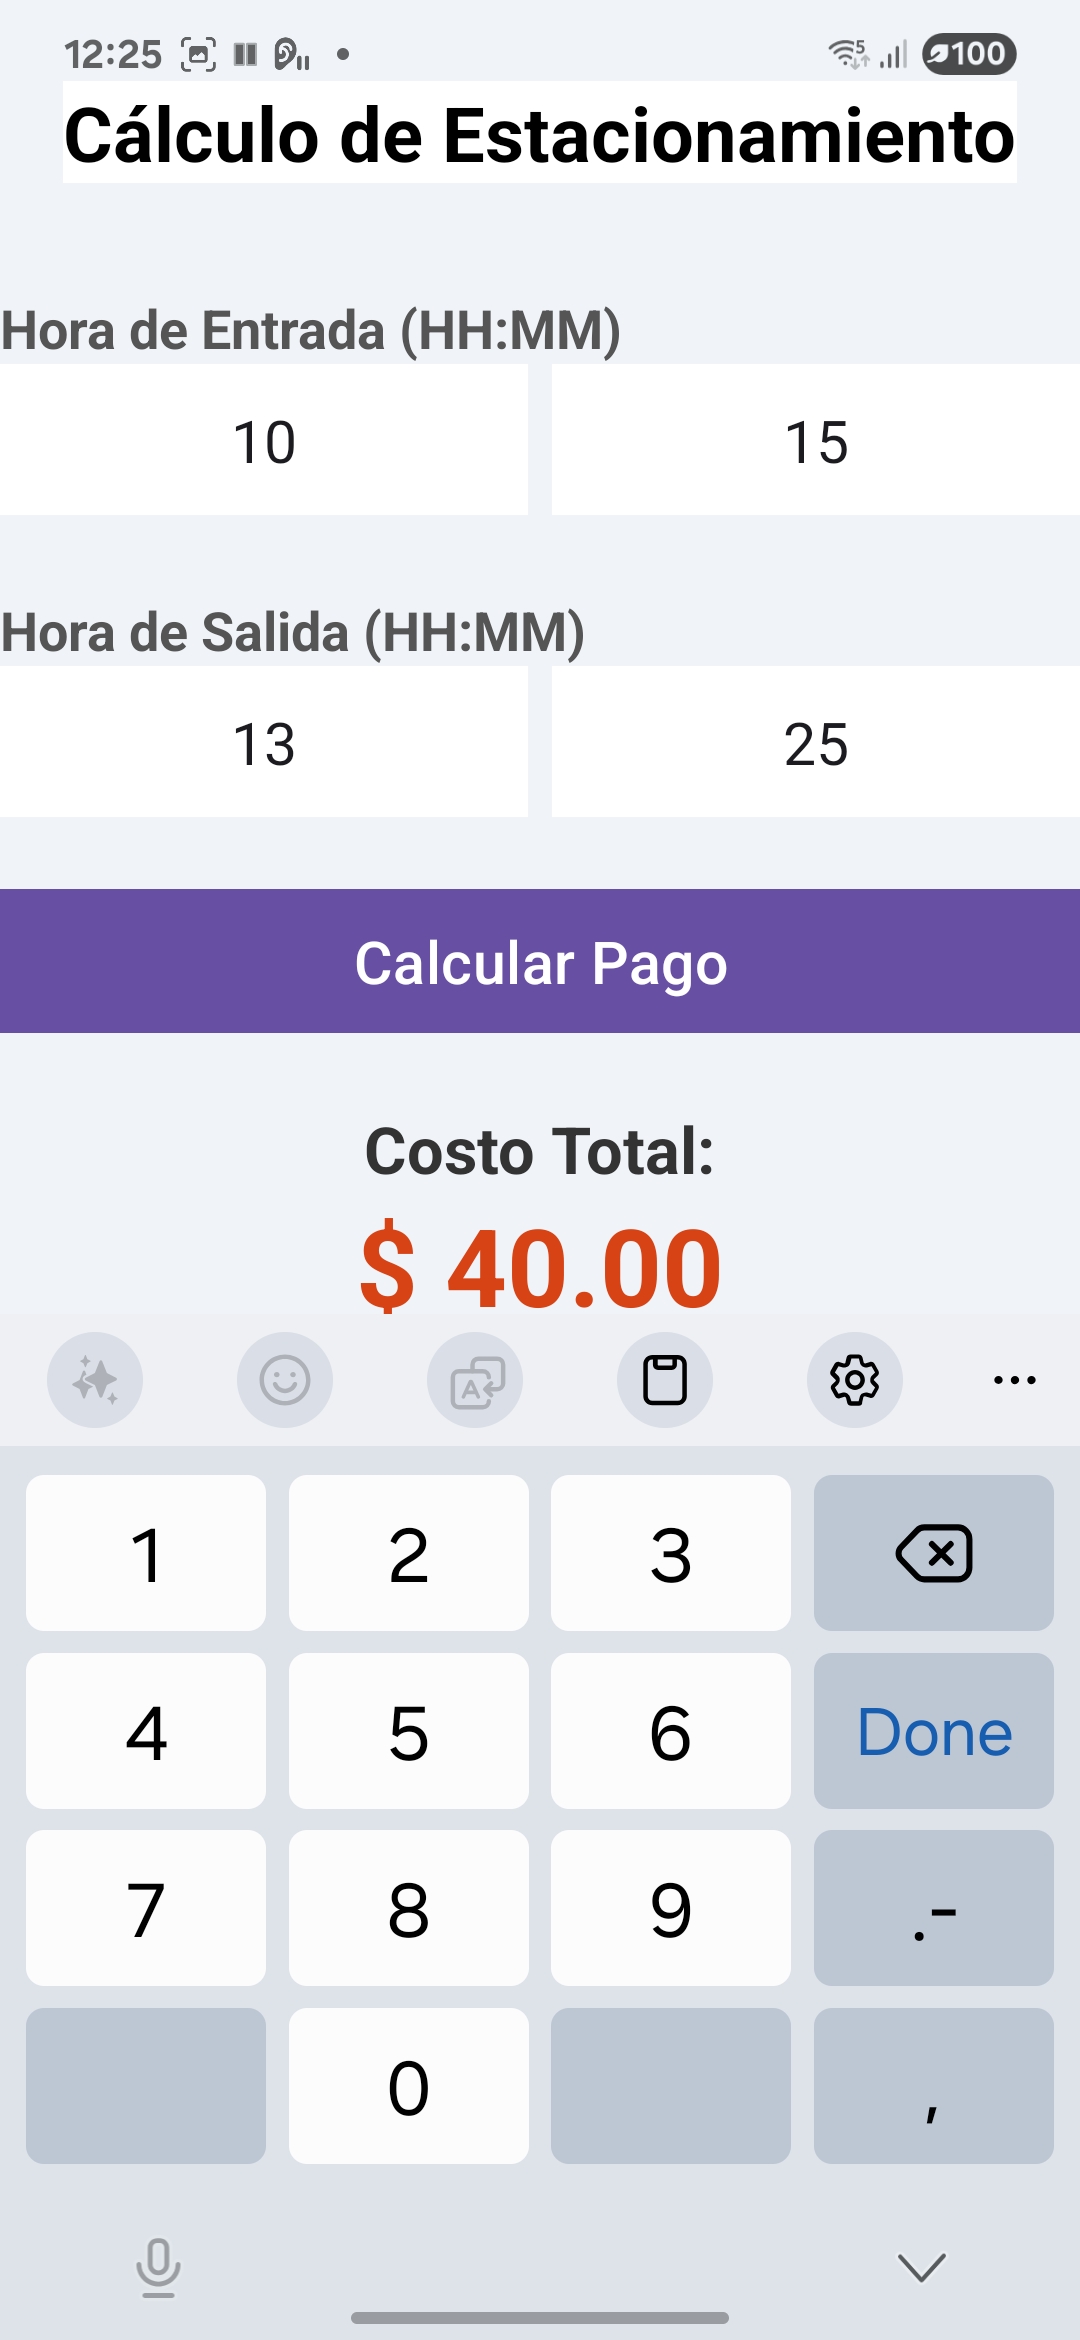 12:25 5 100
Cálculo de Estacionamiento
Hora de Entrada (HH:MM)
10 15
Hora de Salida (HH:MM)
13 25
Calcular Pago
Costo Total:
$ 40.00
A
1 2 3
4 5 6 Done
7 8 9 .-
0 ,